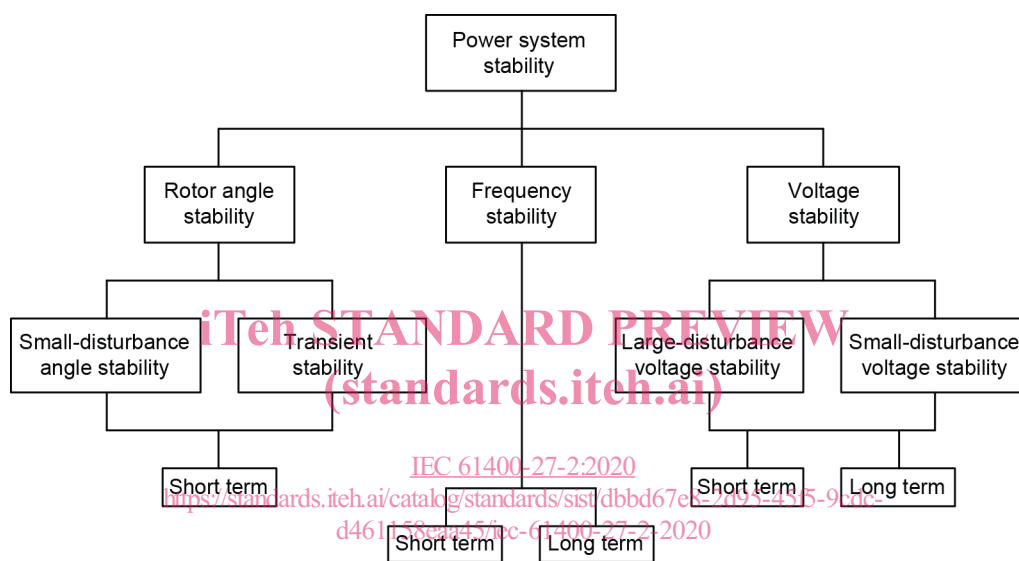 Power system
stability
Rotor angle
stability
Frequency
stability
Voltage
stability
iTeh STANDARD PREVIEW
(standards.iteh.ai)
Small-disturbance
angle stability
Transient
stability
Large-disturbance
voltage stability
Small-disturbance
voltage stability
IEC 61400-27-2:2020
https://standards.iteh.ai/catalog/standards/sist/dbbd67e8-2d95-45f5-9cdc-
d461158eaa45/iec-61400-27-2-2020
Short term
Short term
Long term
Short term
Long term